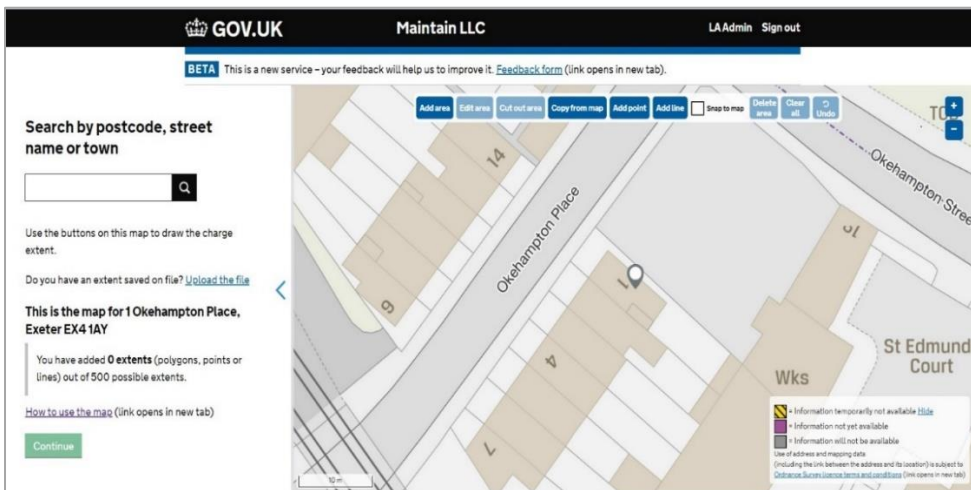 GOV.UK
Maintain LLC
LA Admin Sign out
BETA This is a new service – your feedback will help us to improve it. Feedback form (link opens in new tab).
Search by postcode, street
name or town
Use the buttons on this map to draw the charge
extent.
Do you have an extent saved on file? Upload the file
This is the map for 1 Okehampton Place,
Exeter EX4 1AY
You have added 0 extents (polygons, points or
lines) out of 500 possible extents.
How to use the map (link opens in new tab)
Continue
Add area
Edit area
Cut out area
Copy from map
Add point
Add line
Snap to map
Delete
area
Clear
all
Undo
+
−
TCB
14
Okehampton Stree
Okehampton Place
1
9
4
7
Wks
St Edmund
Court
= Information temporarily not available Hide
= Information not yet available
= Information will not be available
Use of address and mapping data
(including the link between the address and its location) is subject to
Ordnance Survey licence terms and conditions (link opens in new tab)
10 m